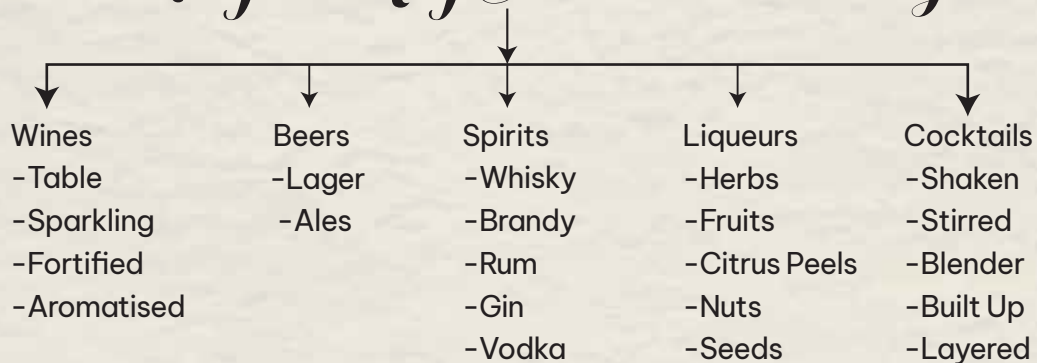 Wines
-Table
-Sparkling
-Fortified
-Aromatised
Beers
-Lager
-Ales
Spirits
-Whisky
-Brandy
-Rum
-Gin
-Vodka
Liqueurs
-Herbs
-Fruits
-Citrus Peels
-Nuts
-Seeds
Cocktails
-Shaken
-Stirred
-Blender
-Built Up
-Layered